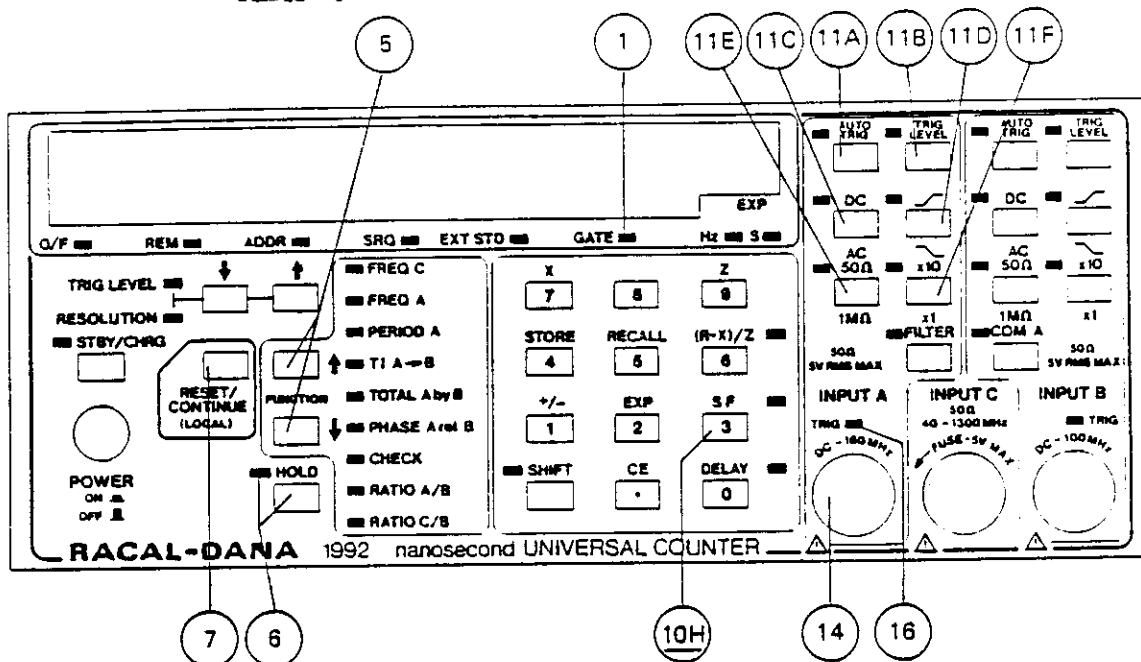 5
1
11E
11C
11A
11B
11D
11F
AUTO TRIG
TRIG LEVEL
AUTO TRIG
TRIG LEVEL
EXP
DC
DC
O/F
REM
ADDR
SRQ
EXT STD
GATE
Hz
S
AC 50Ω
x10
AC 50Ω
x10
1MΩ
x1
1MΩ
x1
FILTER
COM A
50Ω
5V RMS MAX
50Ω
5V RMS MAX
TRIG LEVEL
RESOLUTION
STBY/CHRG
RESET/
CONTINUE
(LOCAL)
FUNCTION
HOLD
POWER
ON
OFF
FREQ C
FREQ A
PERIOD A
T I A→B
TOTAL A by B
PHASE A rel B
CHECK
RATIO A/B
RATIO C/B
X
Z
7
8
9
STORE
RECALL
(R-X)/Z
4
5
6
+/-
EXP
SF
1
2
3
SHIFT
CE
DELAY
.
0
INPUT A
INPUT C
INPUT B
50Ω
40 - 1300 MHz
TRIG
TRIG
DC - 160 MHz
FUSE - 5V MAX
DC - 100 MHz
RACAL-DANA 1992 nanosecond UNIVERSAL COUNTER
7
6
10H
14
16